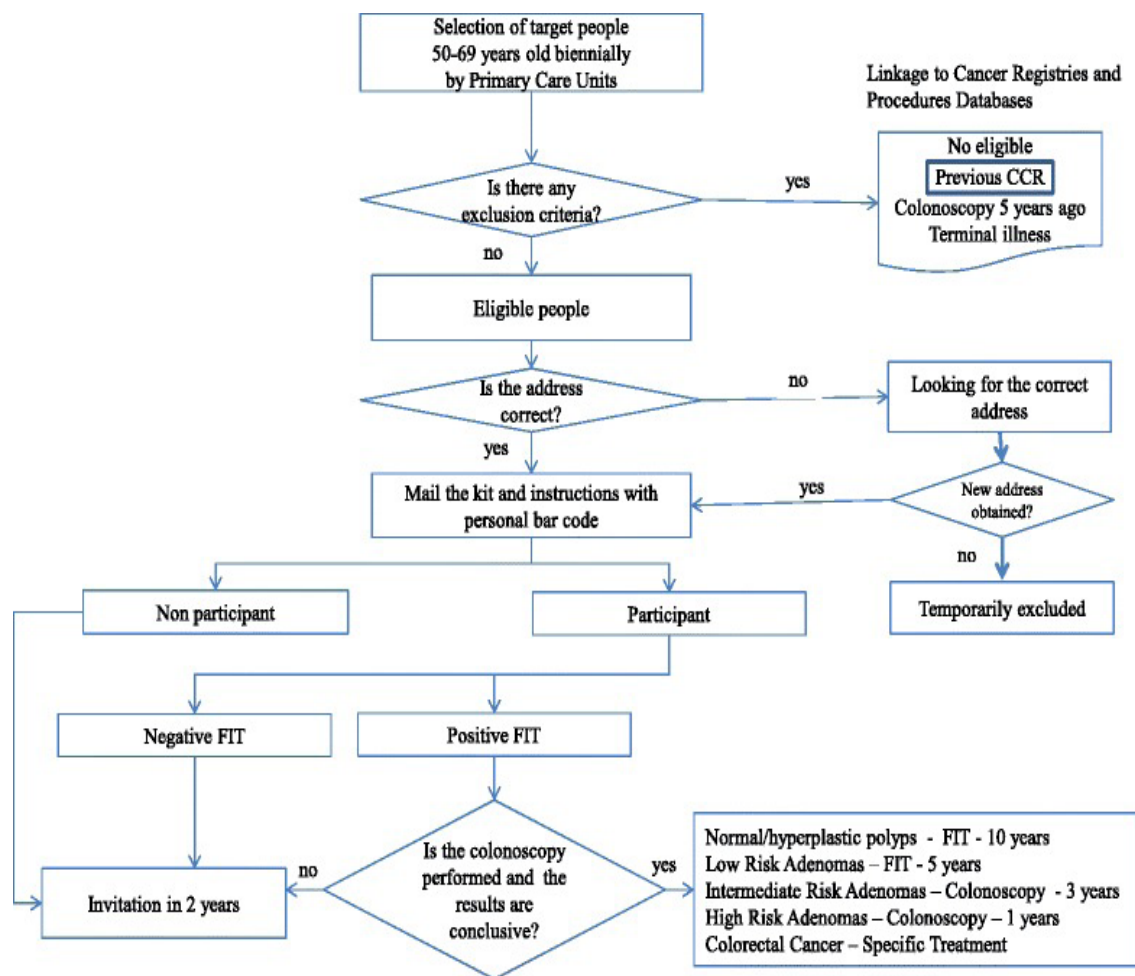 Selection of target people
50-69 years old biennially
by Primary Care Units
Linkage to Cancer Registries and
Procedures Databases
Is there any
exclusion criteria?
yes
No eligible
Previous CCR
Colonoscopy 5 years ago
Terminal illness
no
Eligible people
Is the address
correct?
no
Looking for the correct
address
yes
Mail the kit and instructions with
personal bar code
yes
New address
obtained?
no
Temporarily excluded
Non participant
Participant
Negative FIT
Positive FIT
Is the colonoscopy
performed and the
results are
conclusive?
no
Invitation in 2 years
yes
Normal/hyperplastic polyps - FIT - 10 years
Low Risk Adenomas – FIT - 5 years
Intermediate Risk Adenomas – Colonoscopy - 3 years
High Risk Adenomas – Colonoscopy – 1 years
Colorectal Cancer – Specific Treatment